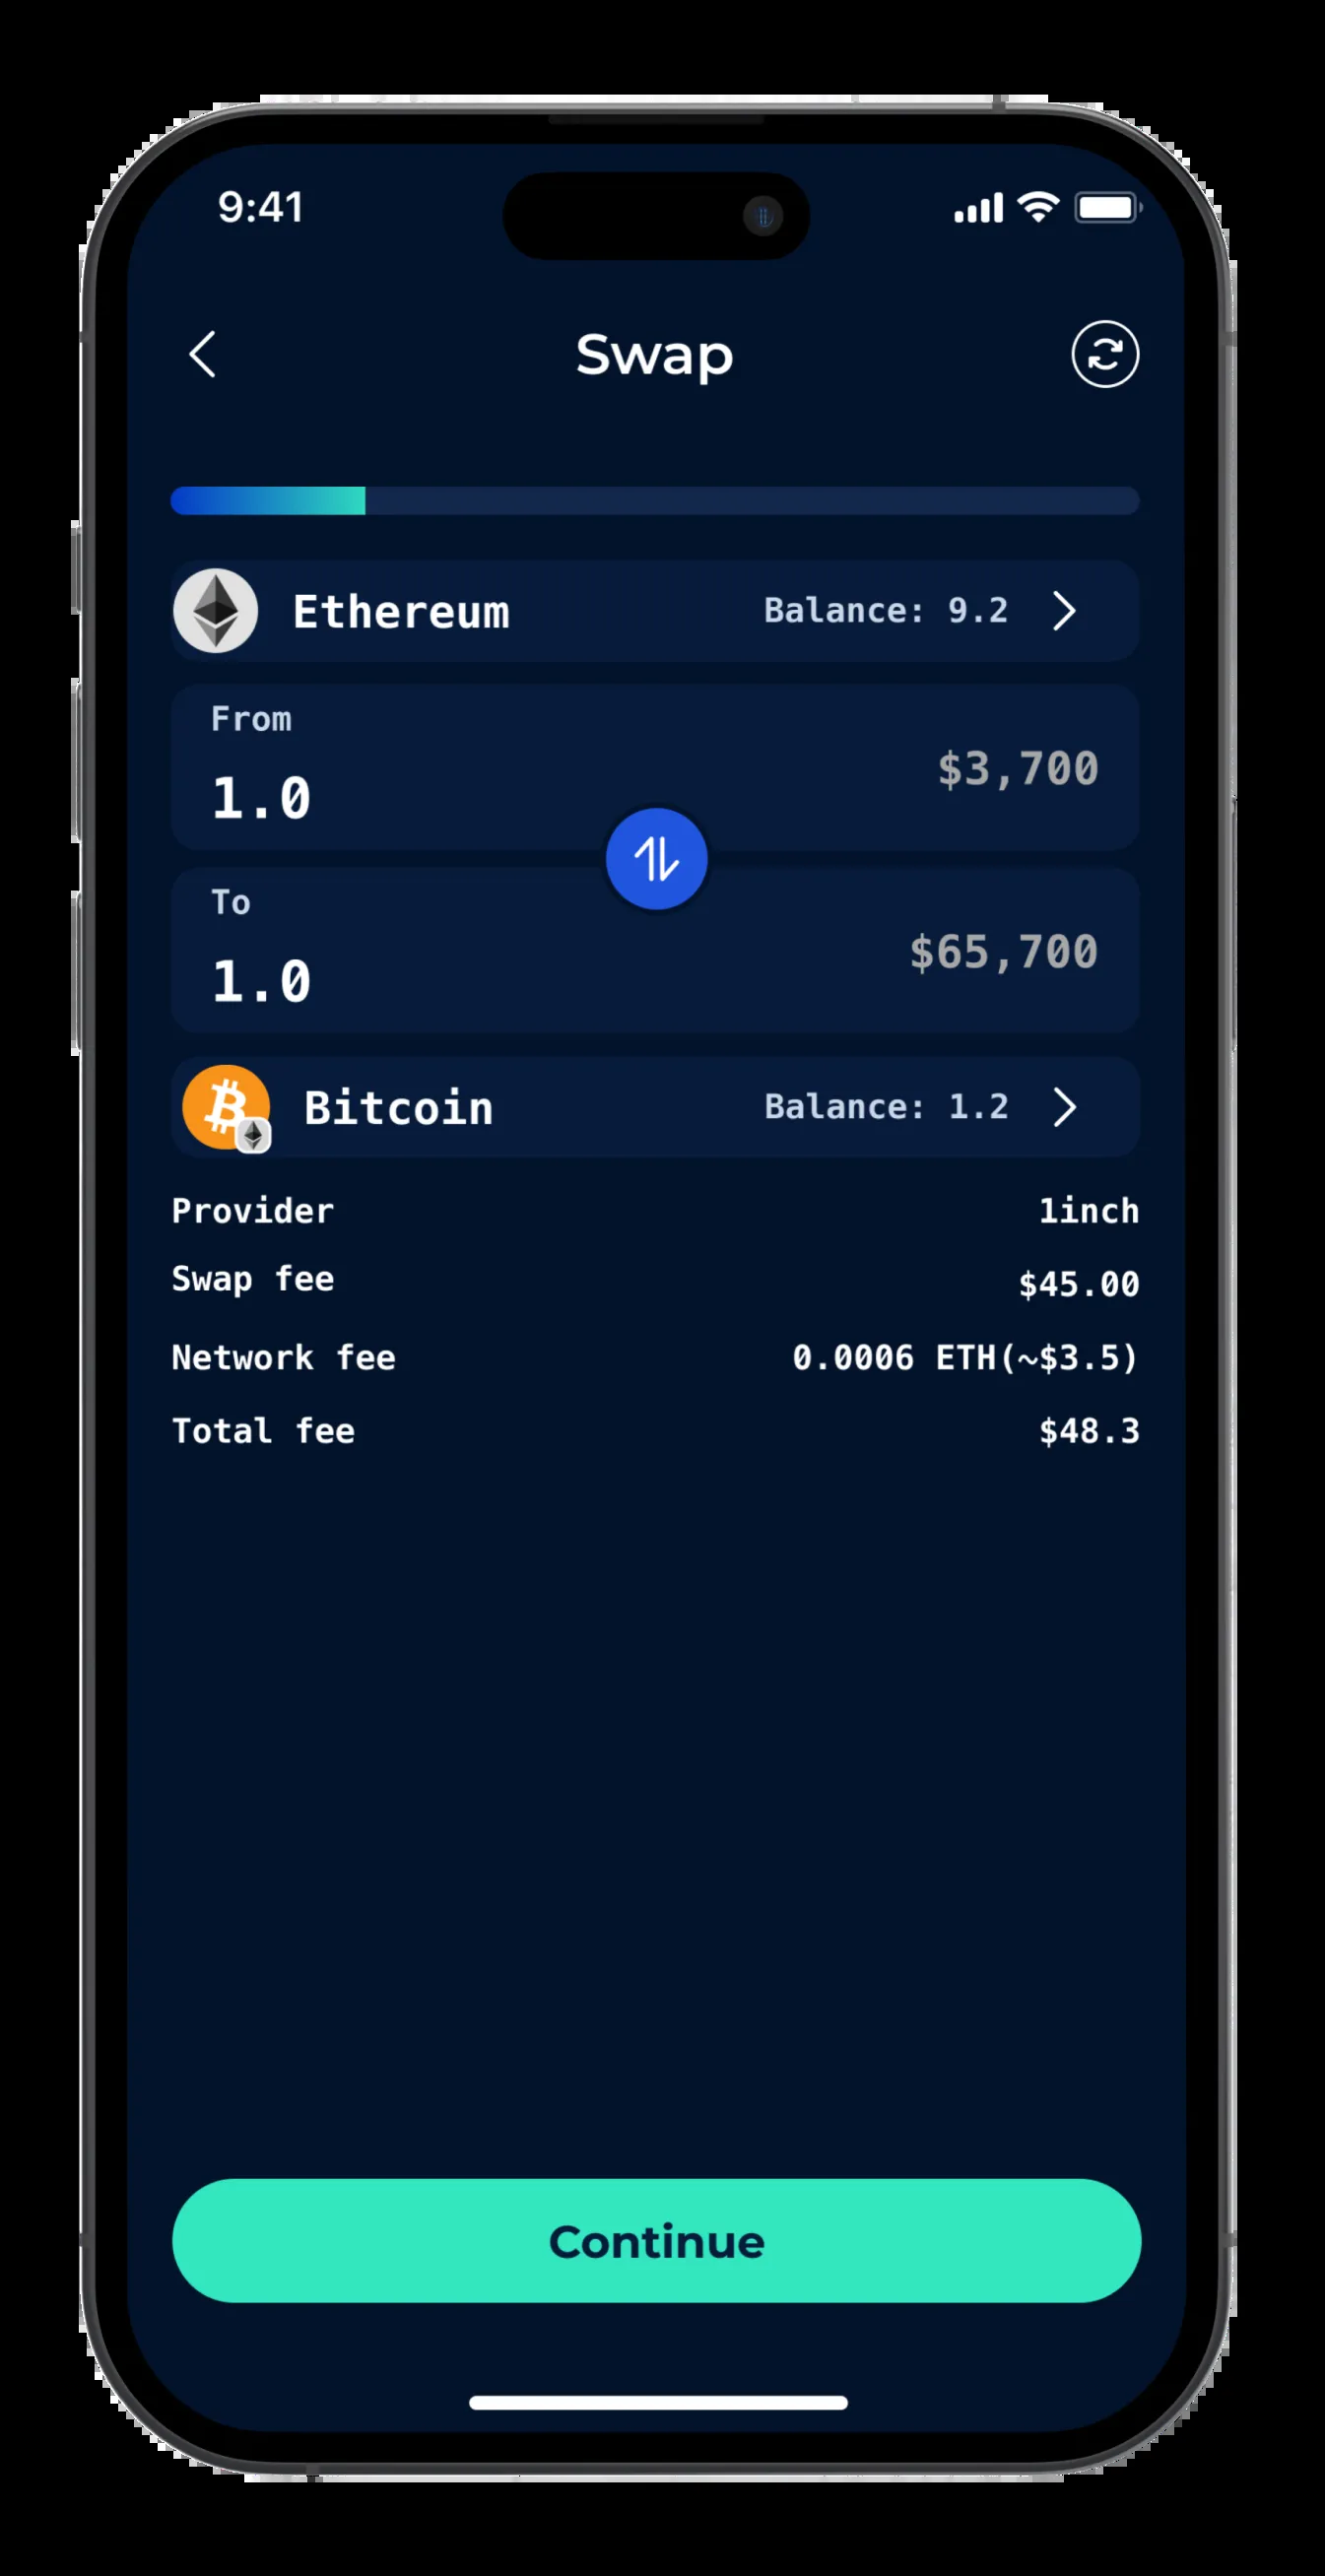 9:41
Swap
Ethereum Balance: 9.2
From
1.0 $3,700
To
1.0 $65,700
Bitcoin Balance: 1.2
Provider 1inch
Swap fee $45.00
Network fee 0.0006 ETH(~$3.5)
Total fee $48.3
Continue